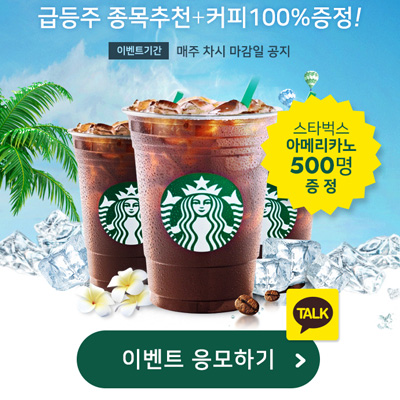 급등주 종목추천+커피100%증정!
이벤트기간 매주 차시 마감일 공지
스타벅스
아메리카노
500명
증정
TALK
이벤트 응모하기 >